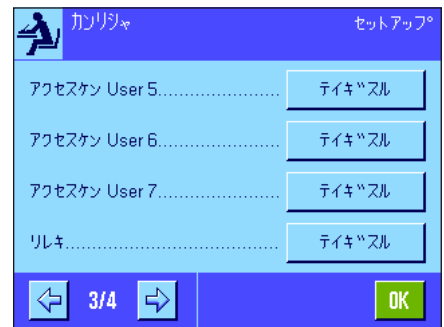 カンリシャ セットアップ
アクセスケン User 5...................... テイギスル
アクセスケン User 6...................... テイギスル
アクセスケン User 7...................... テイギスル
リレキ....................................... テイギスル
3/4 OK